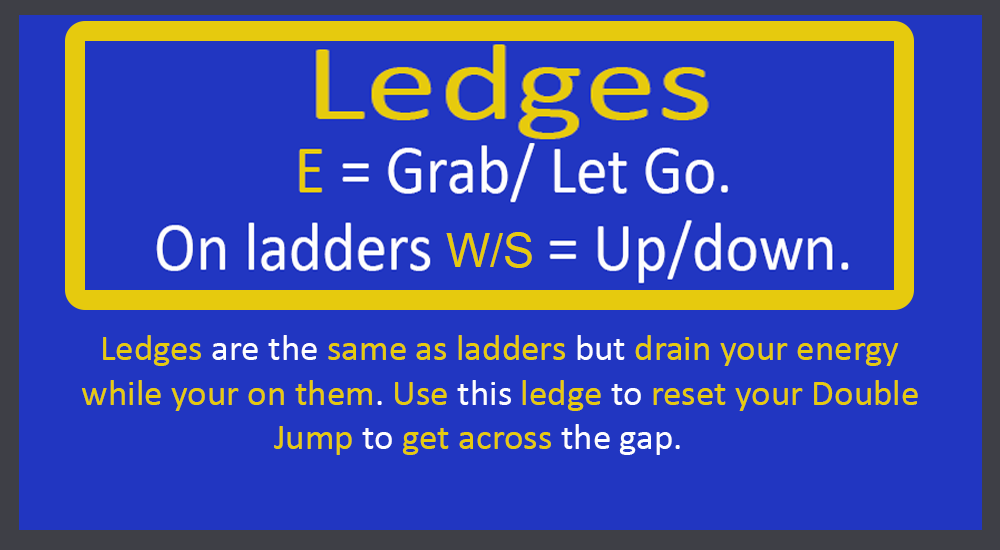 Ledges
E = Grab/ Let Go.
On ladders W/S = Up/down.
Ledges are the same as ladders but drain your energy
while your on them. Use this ledge to reset your Double
Jump to get across the gap.